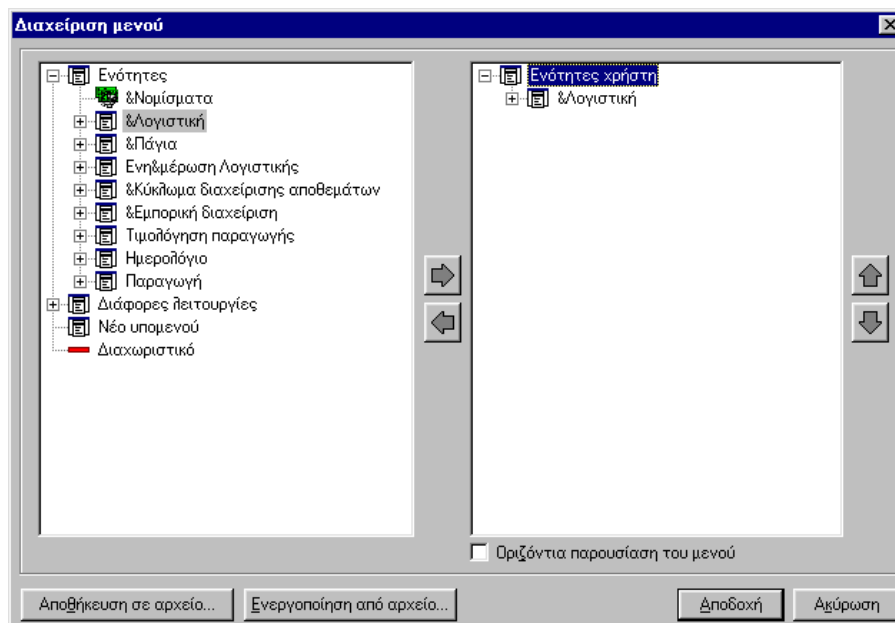 Διαχείριση μενού
Ενότητες
&Νομίσματα
&Λογιστική
&Πάγια
Ενη&μέρωση Λογιστικής
&Κύκλωμα διαχείρισης αποθεμάτων
&Εμπορική διαχείριση
Τιμολόγηση παραγωγής
Ημερολόγιο
Παραγωγή
Διάφορες λειτουργίες
Νέο υπομενού
Διαχωριστικό
Ενότητες χρήστη
&Λογιστική
Οριζόντια παρουσίαση του μενού
Αποθήκευση σε αρχείο...
Ενεργοποίηση από αρχείο...
Αποδοχή
Ακύρωση